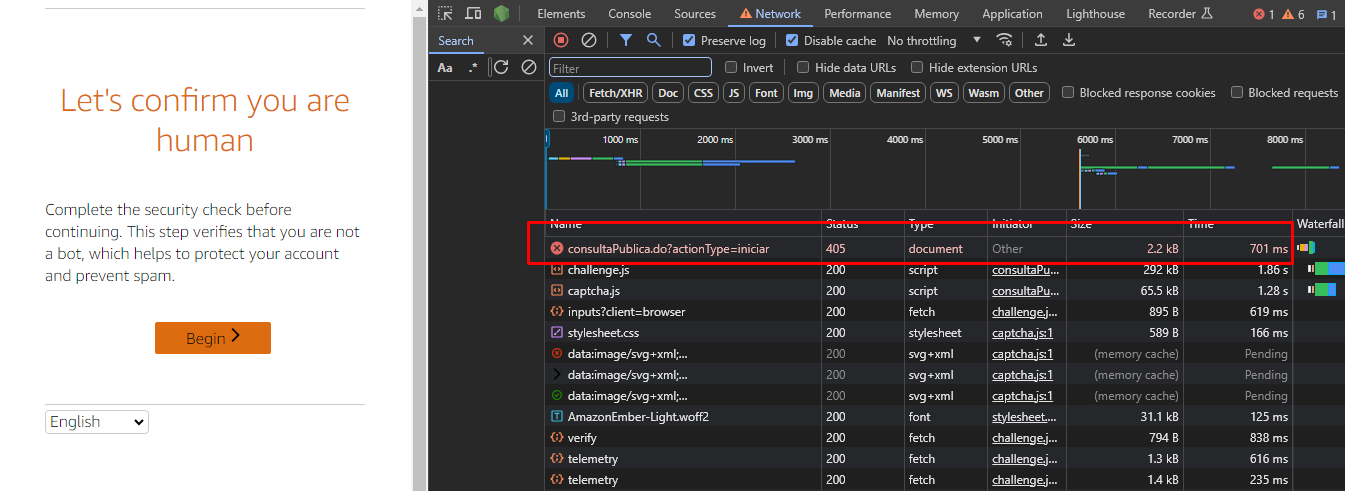 Let's confirm you are
human
Complete the security check before
continuing. This step verifies that you are not
a bot, which helps to protect your account
and prevent spam.
Begin
English
Elements Console Sources Network Performance Memory Application Lighthouse Recorder 1 6 1
Search Preserve log Disable cache No throttling
Aa .* Filter Invert Hide data URLs Hide extension URLs
All Fetch/XHR Doc CSS JS Font Img Media Manifest WS Wasm Other Blocked response cookies Blocked requests
3rd-party requests
1000 ms 2000 ms 3000 ms 4000 ms 5000 ms 6000 ms 7000 ms 8000 ms
Name Status Type Initiator Size Time Waterfall
consultaPublica.do?actionType=iniciar 405 document Other 2.2 kB 701 ms
challenge.js 200 script consultaPu... 292 kB 1.86 s
captcha.js 200 script consultaPu... 65.5 kB 1.28 s
inputs?client=browser 200 fetch challenge.j... 895 B 619 ms
stylesheet.css 200 stylesheet captcha.js:1 589 B 166 ms
data:image/svg+xml;... 200 svg+xml captcha.js:1 (memory cache) Pending
data:image/svg+xml;... 200 svg+xml captcha.js:1 (memory cache) Pending
data:image/svg+xml;... 200 svg+xml captcha.js:1 (memory cache) Pending
AmazonEmber-Light.woff2 200 font stylesheet.... 31.1 kB 125 ms
verify 200 fetch challenge.j... 794 B 838 ms
telemetry 200 fetch challenge.j... 1.3 kB 616 ms
telemetry 200 fetch challenge.j... 1.4 kB 235 ms